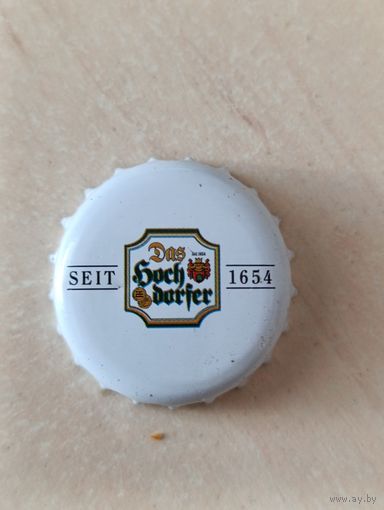 Das
Hoch
dorfer
SEIT 1654
www.ay.by